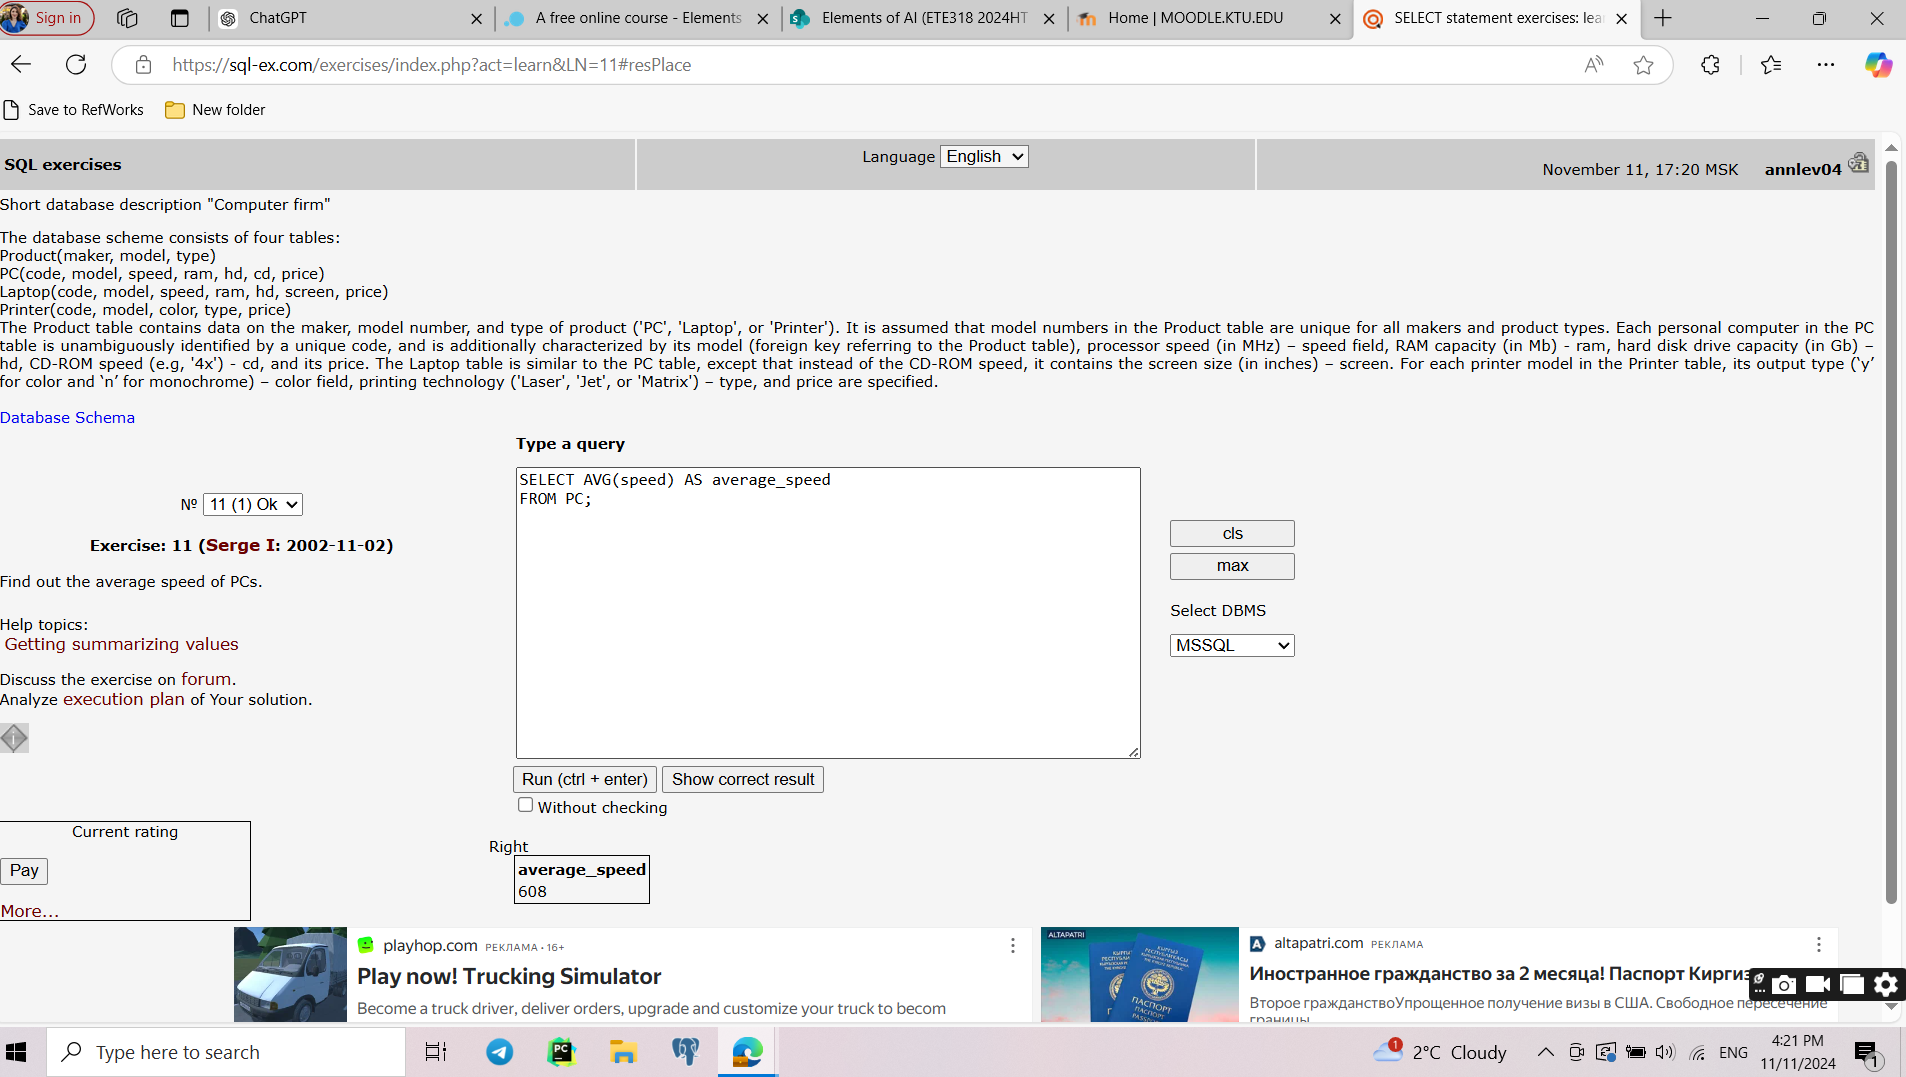 Sign in
ChatGPT
A free online course - Elements
Elements of AI (ETE318 2024HT
Home | MOODLE.KTU.EDU
SELECT statement exercises: lea
https://sql-ex.com/exercises/index.php?act=learn&LN=11#resPlace
Save to RefWorks
New folder
SQL exercises
Language English
November 11, 17:20 MSK annlev04
Short database description "Computer firm"
The database scheme consists of four tables:
Product(maker, model, type)
PC(code, model, speed, ram, hd, cd, price)
Laptop(code, model, speed, ram, hd, screen, price)
Printer(code, model, color, type, price)
The Product table contains data on the maker, model number, and type of product ('PC', 'Laptop', or 'Printer'). It is assumed that model numbers in the Product table are unique for all makers and product types. Each personal computer in the PC
table is unambiguously identified by a unique code, and is additionally characterized by its model (foreign key referring to the Product table), processor speed (in MHz) – speed field, RAM capacity (in Mb) - ram, hard disk drive capacity (in Gb) –
hd, CD-ROM speed (e.g, '4x') - cd, and its price. The Laptop table is similar to the PC table, except that instead of the CD-ROM speed, it contains the screen size (in inches) – screen. For each printer model in the Printer table, its output type ('y'
for color and 'n' for monochrome) – color field, printing technology ('Laser', 'Jet', or 'Matrix') – type, and price are specified.
Database Schema
Type a query
SELECT AVG(speed) AS average_speed
FROM PC;
№ 11 (1) Ok
Exercise: 11 (Serge I: 2002-11-02)
Find out the average speed of PCs.
Help topics:
Getting summarizing values
Discuss the exercise on forum.
Analyze execution plan of Your solution.
cls
max
Select DBMS
MSSQL
Run (ctrl + enter)
Show correct result
Without checking
Current rating
Pay
More...
Right
average_speed
608
playhop.com РЕКЛАМА • 16+
Play now! Trucking Simulator
Become a truck driver, deliver orders, upgrade and customize your truck to becom
ALTAPATRI
ПАСПОРТ
altapatri.com РЕКЛАМА
Иностранное гражданство за 2 месяца! Паспорт Киргиз
Второе гражданствоУпрощенное получение визы в США. Свободное пересечение
границы
Type here to search
PC
1
2°C Cloudy
ENG
4:21 PM
11/11/2024
1